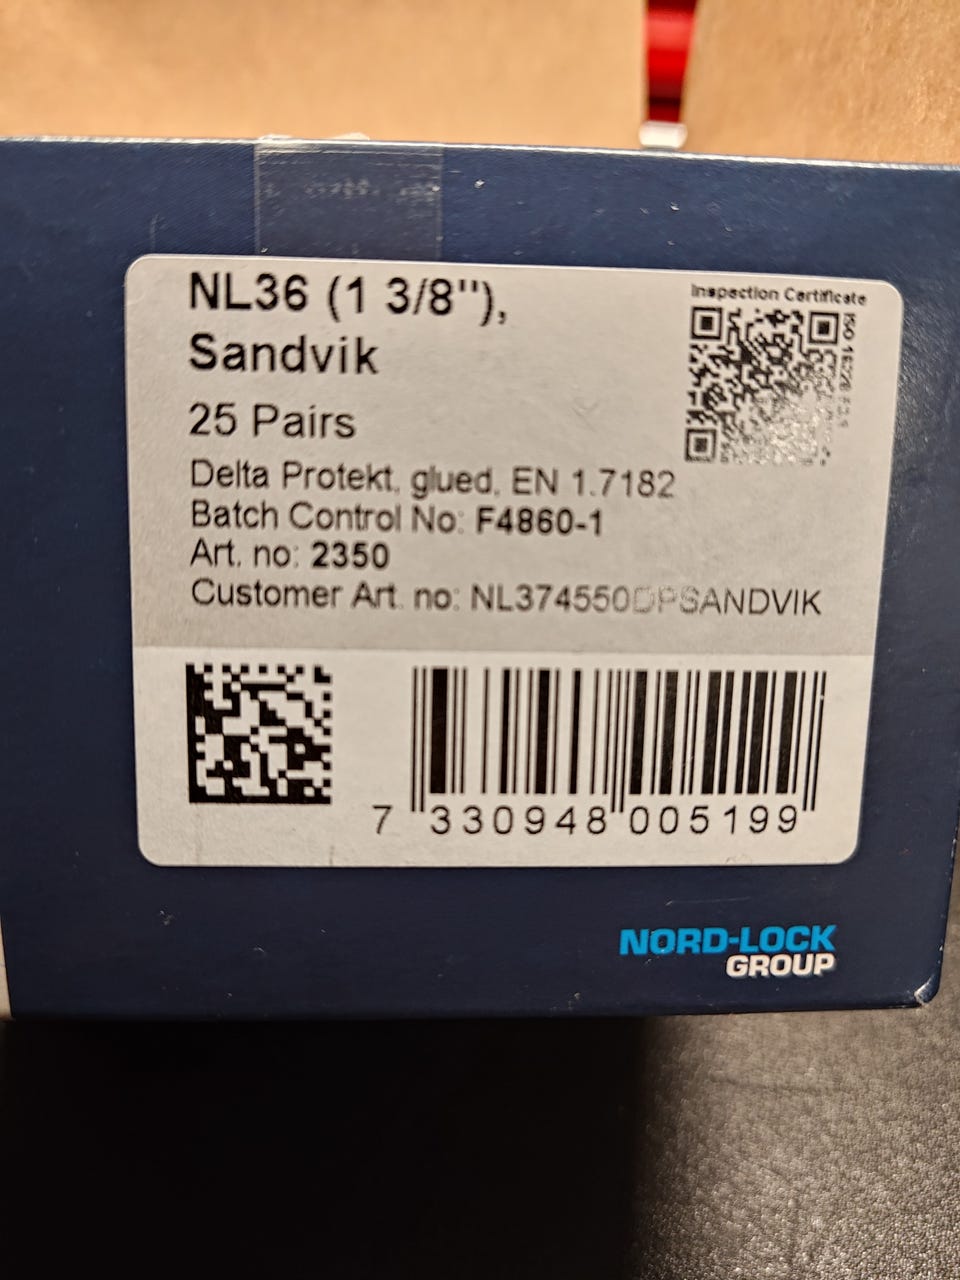 NL36 (1 3/8"),
Sandvik
25 Pairs
Delta Protekt, glued, EN 1.7182
Batch Control No: F4860-1
Art. no: 2350
Customer Art. no: NL374550DPSANDVIK
Inspection Certificate
ISO
7 330948 005199
NORD-LOCK
GROUP